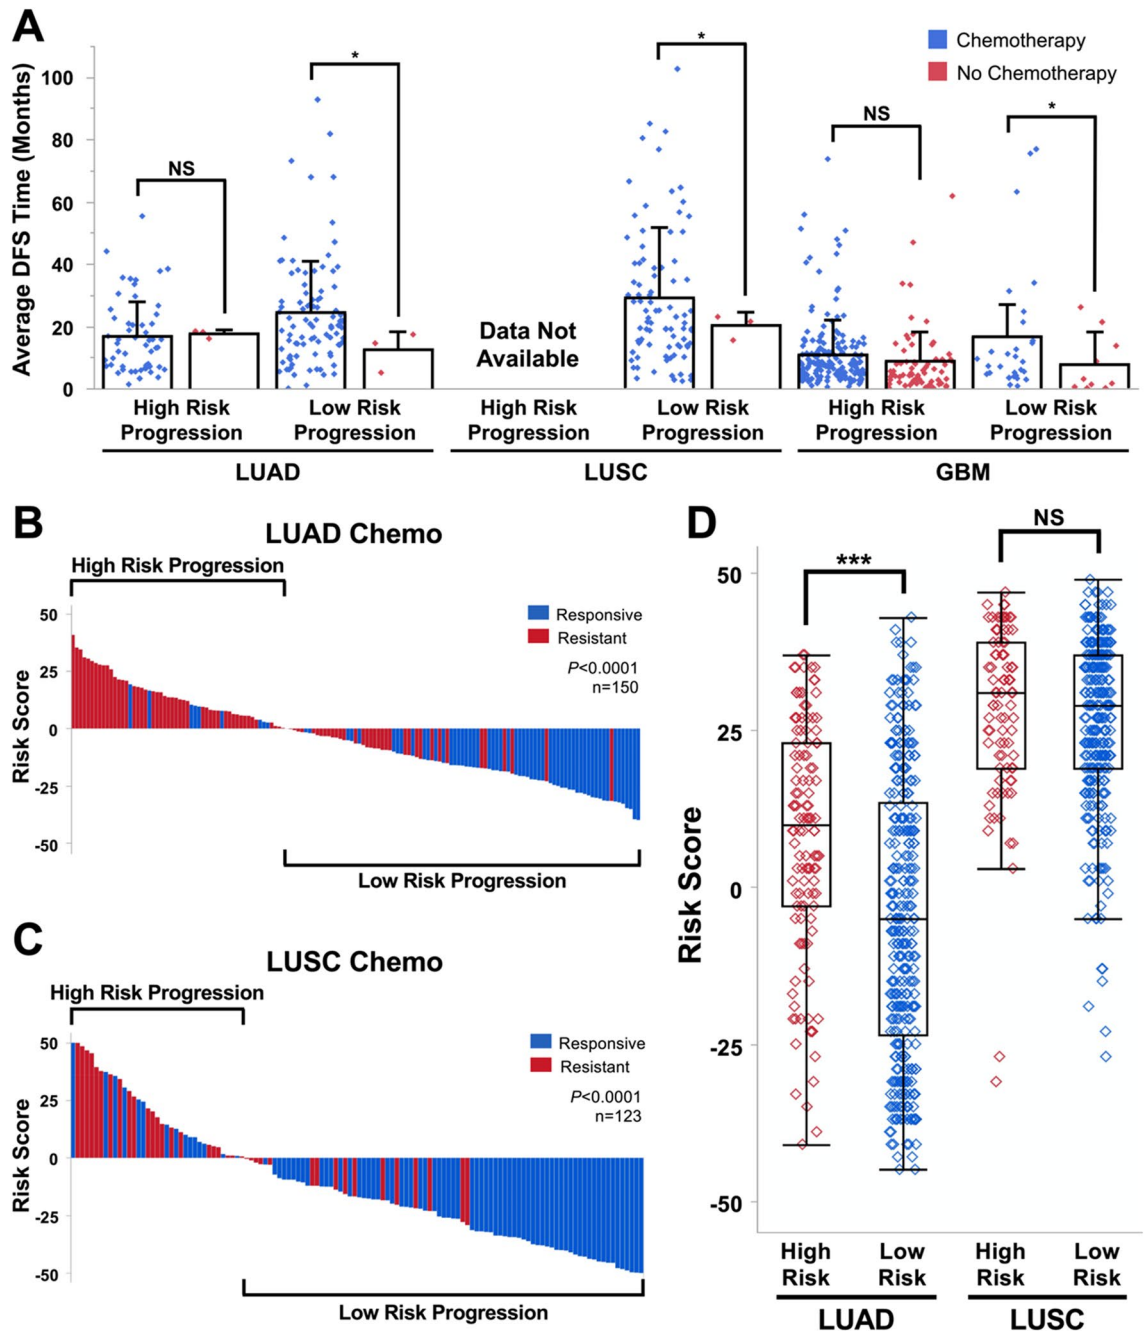 A
Average DFS Time (Months)
100
80
60
40
20
0
NS
*
*
NS
*
Chemotherapy
No Chemotherapy
Data Not
Available
High Risk
Progression
Low Risk
Progression
High Risk
Progression
Low Risk
Progression
High Risk
Progression
Low Risk
Progression
LUAD
LUSC
GBM
B
LUAD Chemo
High Risk Progression
Risk Score
50
25
0
-25
-50
Responsive
Resistant
P<0.0001
n=150
Low Risk Progression
C
LUSC Chemo
High Risk Progression
Risk Score
50
25
0
-25
-50
Responsive
Resistant
P<0.0001
n=123
Low Risk Progression
D
Risk Score
50
25
0
-25
-50
***
NS
High
Risk
Low
Risk
High
Risk
Low
Risk
LUAD
LUSC